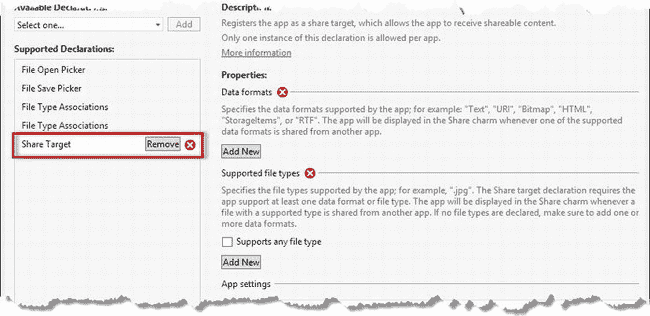 Select one...
Add
Supported Declarations:
File Open Picker
File Save Picker
File Type Associations
File Type Associations
Share Target
Remove
Registers the app as a share target, which allows the app to receive shareable content.
Only one instance of this declaration is allowed per app.
More information
Properties:
Data formats
Specifies the data formats supported by the app; for example: "Text", "URI", "Bitmap", "HTML",
"StorageItems", or "RTF". The app will be displayed in the Share charm whenever one of the supported
data formats is shared from another app.
Add New
Supported file types
Specifies the file types supported by the app; for example, ".jpg". The Share target declaration requires the
app support at least one data format or file type. The app will be displayed in the Share charm whenever a
file with a supported type is shared from another app. If no file types are declared, make sure to add one or
more data formats.
Supports any file type
Add New
App settings